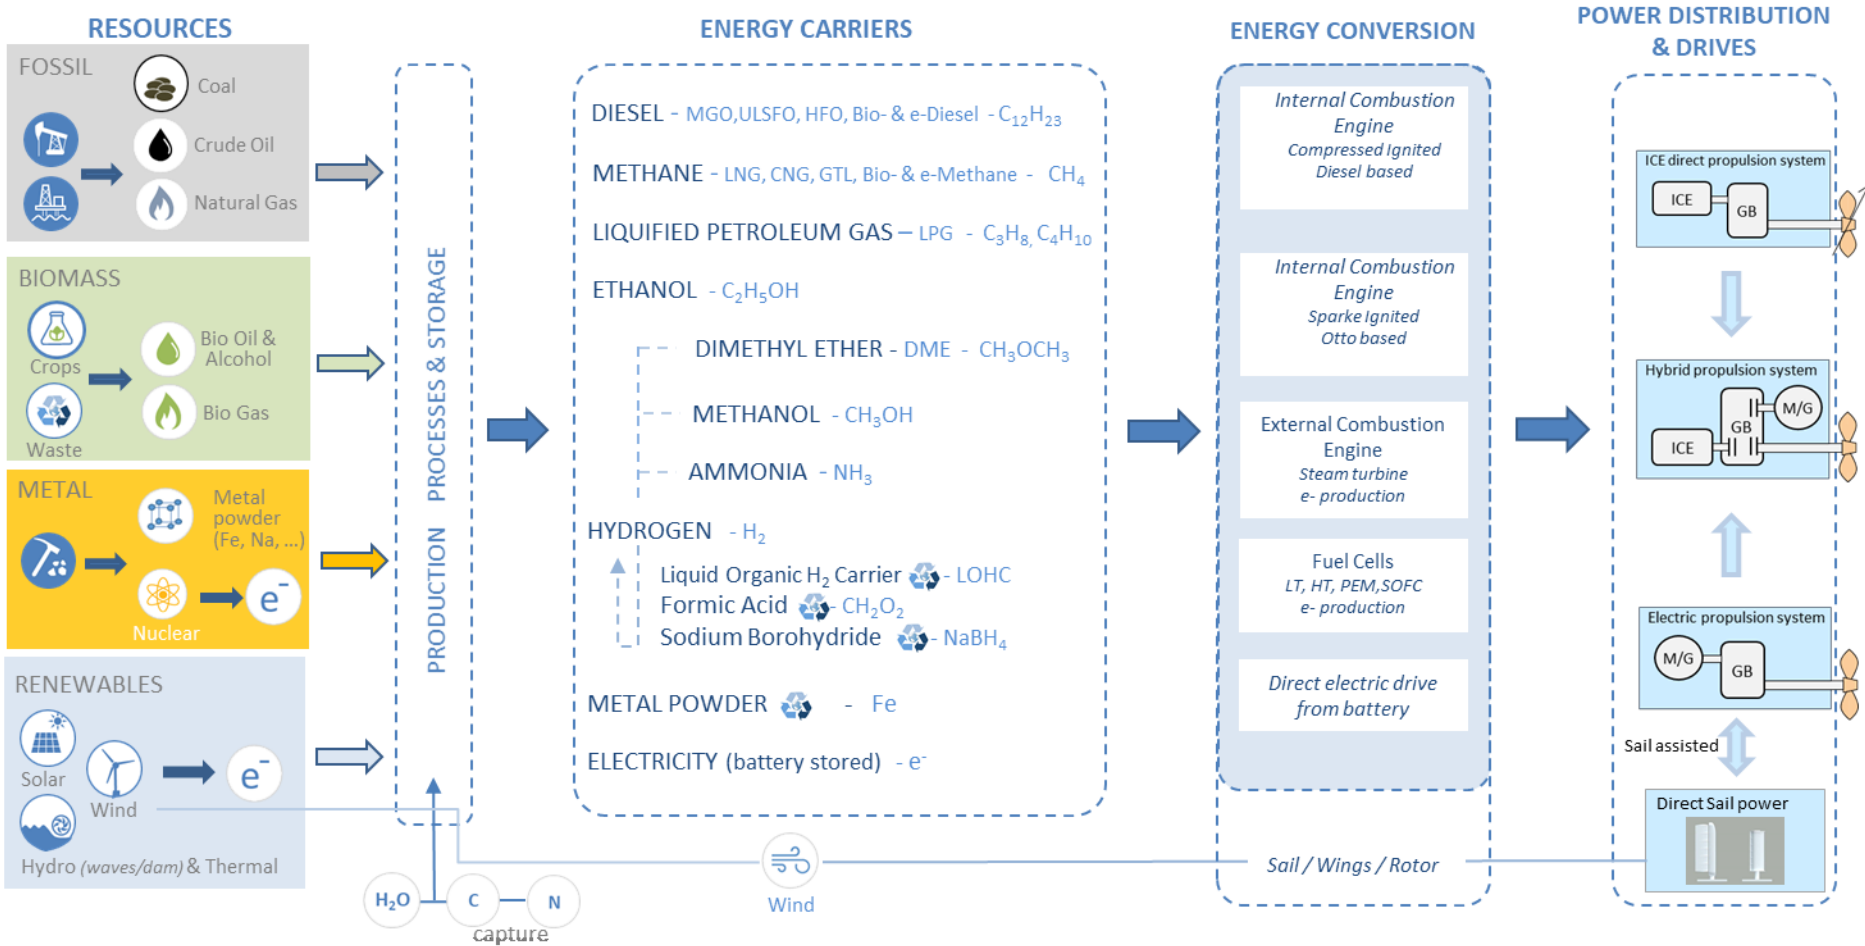 RESOURCES
FOSSIL
Coal
Crude Oil
Natural Gas
BIOMASS
Crops
Waste
Bio Oil &
Alcohol
Bio Gas
METAL
Metal
powder
(Fe, Na, ...)
Nuclear
e⁻
RENEWABLES
Solar
Wind
e⁻
Hydro (waves/dam) & Thermal
PRODUCTION PROCESSES & STORAGE
H₂O
C
N
capture
ENERGY CARRIERS
DIESEL - MGO,ULSFO, HFO, Bio- & e-Diesel - C₁₂H₂₃
METHANE - LNG, CNG, GTL, Bio- & e-Methane - CH₄
LIQUIFIED PETROLEUM GAS – LPG - C₃H₈, C₄H₁₀
ETHANOL - C₂H₅OH
DIMETHYL ETHER - DME - CH₃OCH₃
METHANOL - CH₃OH
AMMONIA - NH₃
HYDROGEN - H₂
Liquid Organic H₂ Carrier - LOHC
Formic Acid - CH₂O₂
Sodium Borohydride - NaBH₄
METAL POWDER - Fe
ELECTRICITY (battery stored) - e⁻
Wind
ENERGY CONVERSION
Internal Combustion
Engine
Compressed Ignited
Diesel based
Internal Combustion
Engine
Sparke Ignited
Otto based
External Combustion
Engine
Steam turbine
e- production
Fuel Cells
LT, HT, PEM,SOFC
e- production
Direct electric drive
from battery
Sail / Wings / Rotor
POWER DISTRIBUTION
& DRIVES
ICE direct propulsion system
ICE
GB
Hybrid propulsion system
M/G
GB
ICE
Electric propulsion system
M/G
GB
Sail assisted
Direct Sail power